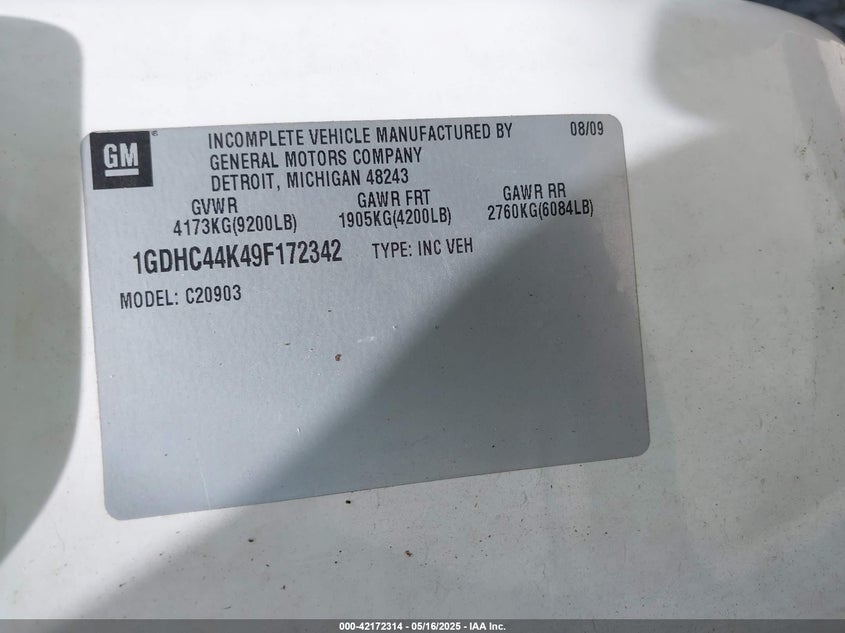 GM
®
INCOMPLETE VEHICLE MANUFACTURED BY 08/09
GENERAL MOTORS COMPANY
DETROIT, MICHIGAN 48243
GVWR GAWR FRT GAWR RR
4173KG(9200LB) 1905KG(4200LB) 2760KG(6084LB)
1GDHC44K49F172342 TYPE: INC VEH
MODEL: C20903
000-42172314 - 05/16/2025 - IAA Inc.